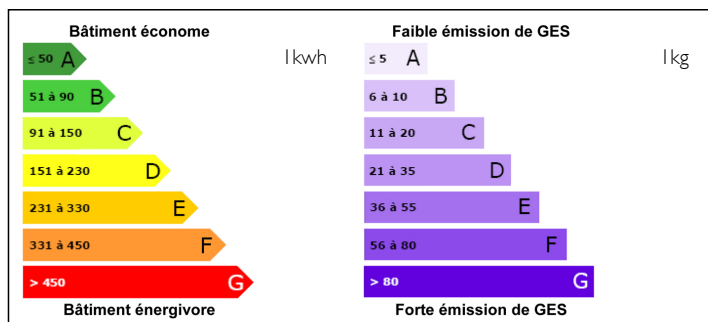 Bâtiment économe
≤ 50 A 1kwh
51 à 90 B
91 à 150 C
151 à 230 D
231 à 330 E
331 à 450 F
> 450 G
Bâtiment énergivore
Faible émission de GES
≤ 5 A 1kg
6 à 10 B
11 à 20 C
21 à 35 D
36 à 55 E
56 à 80 F
> 80 G
Forte émission de GES